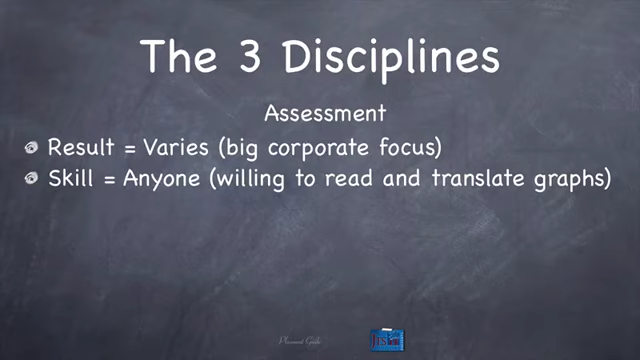 The 3 Disciplines
Assessment
Result = Varies (big corporate focus)
Skill = Anyone (willing to read and translate graphs)